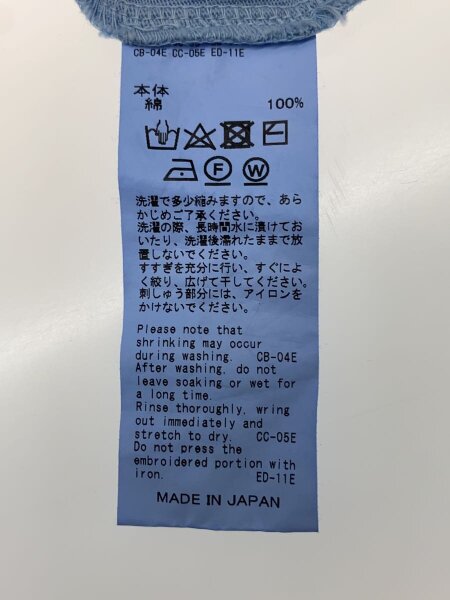 CB-04E CC-05E ED-11E
本体
綿 100%
F W
洗濯で多少縮みますので、あら
かじめご了承ください。
洗濯の際、長時間水に漬けてお
いたり、洗濯後濡れたままで放
置しないでください。
すすぎを充分に行い、すぐによ
く絞り、広げて干してください。
刺しゅう部分には、アイロンを
かけないでください。
Please note that
shrinking may occur
during washing. CB-04E
After washing, do not
leave soaking or wet for
a long time.
Rinse thoroughly, wring
out immediately and
stretch to dry. CC-05E
Do not press the
embroidered portion with
iron. ED-11E
MADE IN JAPAN